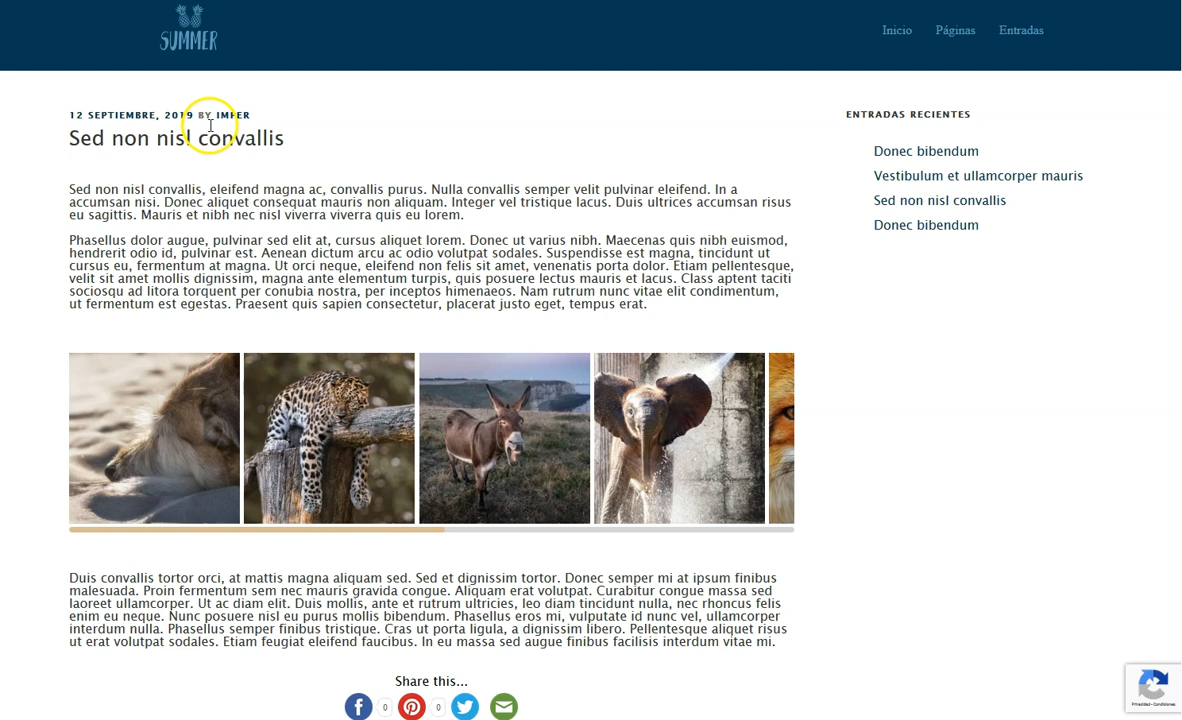 SUMMER
Inicio Páginas Entradas
12 SEPTIEMBRE, 2019 BY IMFER
Sed non nisl convallis
Sed non nisl convallis, eleifend magna ac, convallis purus. Nulla convallis semper velit pulvinar eleifend. In a
accumsan nisi. Donec aliquet consequat mauris non aliquam. Integer vel tristique lacus. Duis ultrices accumsan risus
eu sagittis. Mauris et nibh nec nisl viverra viverra quis eu lorem.
Phasellus dolor augue, pulvinar sed elit at, cursus aliquet lorem. Donec ut varius nibh. Maecenas quis nibh euismod,
hendrerit odio id, pulvinar est. Aenean dictum arcu ac odio volutpat sodales. Suspendisse est magna, tincidunt ut
cursus eu, fermentum at magna. Ut orci neque, eleifend non felis sit amet, venenatis porta dolor. Etiam pellentesque,
velit sit amet mollis dignissim, magna ante elementum turpis, quis posuere lectus mauris et lacus. Class aptent taciti
sociosqu ad litora torquent per conubia nostra, per inceptos himenaeos. Nam rutrum nunc vitae elit condimentum,
ut fermentum est egestas. Praesent quis sapien consectetur, placerat justo eget, tempus erat.
Duis convallis tortor orci, at mattis magna aliquam sed. Sed et dignissim tortor. Donec semper mi at ipsum finibus
malesuada. Proin fermentum sem nec mauris gravida congue. Aliquam erat volutpat. Curabitur congue massa sed
laoreet ullamcorper. Ut ac diam elit. Duis mollis, ante et rutrum ultricies, leo diam tincidunt nulla, nec rhoncus felis
enim eu neque. Nunc posuere nisl eu purus mollis bibendum. Phasellus eros mi, vulputate id nunc vel, ullamcorper
interdum nulla. Phasellus semper finibus tristique. Cras ut porta ligula, a dignissim libero. Pellentesque aliquet risus
ut erat volutpat sodales. Etiam feugiat eleifend faucibus. In eu massa sed augue finibus facilisis interdum vitae mi.
Share this...
0 0
ENTRADAS RECIENTES
Donec bibendum
Vestibulum et ullamcorper mauris
Sed non nisl convallis
Donec bibendum
Privacidad - Condiciones